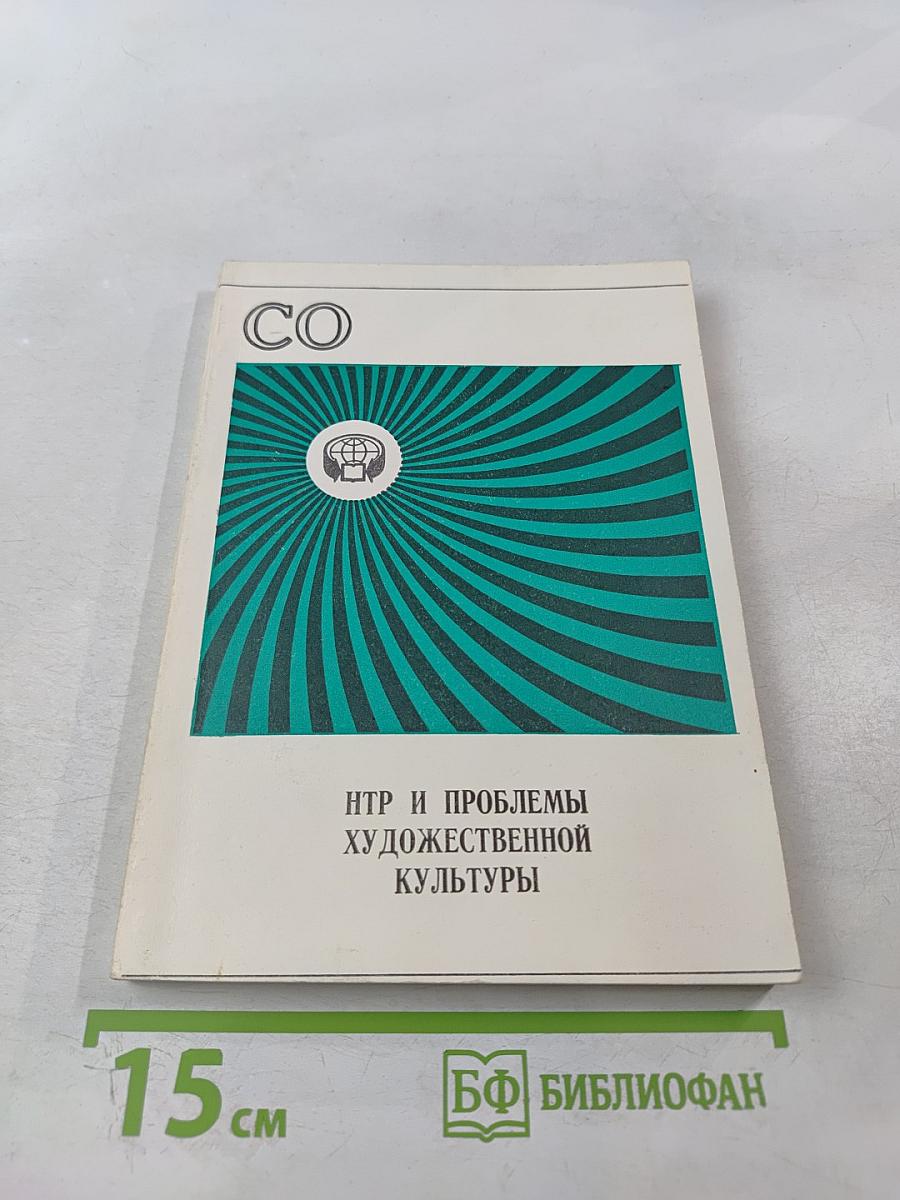 СО
НТР И ПРОБЛЕМЫ
ХУДОЖЕСТВЕННОЙ
КУЛЬТУРЫ
15 см
БФ БИБЛИОФАН